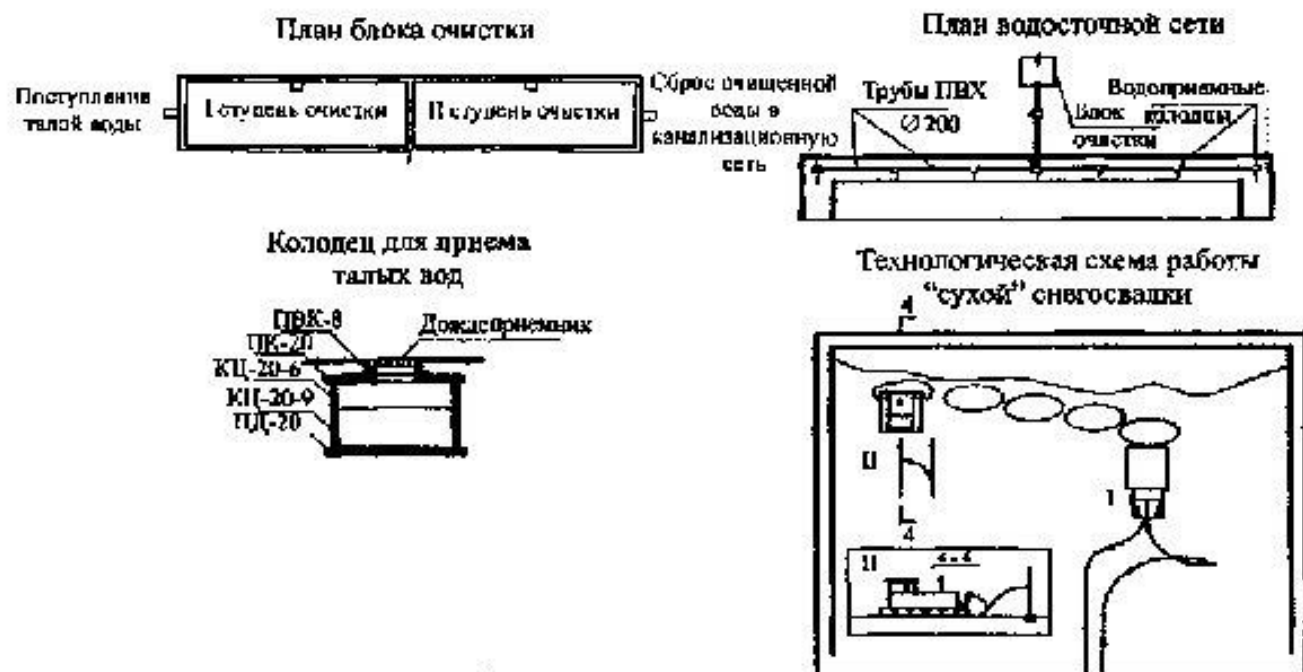 План блока очистки
Поступление
талой воды
I ступень очистки
II ступень очистки
Сброс очищенной
воды в
канализационную
сеть
План водосточной сети
Трубы ПВХ
Ø 200
Блок
очистки
Водоприемные
колодцы
Колодец для приема
талых вод
ПВК-8
ПК-20
КЦ-20-6
КЦ-20-9
ПД-20
Дождеприемник
Технологическая схема работы
“сухой” снегосвалки
4
II
I
4
II
4 - 4